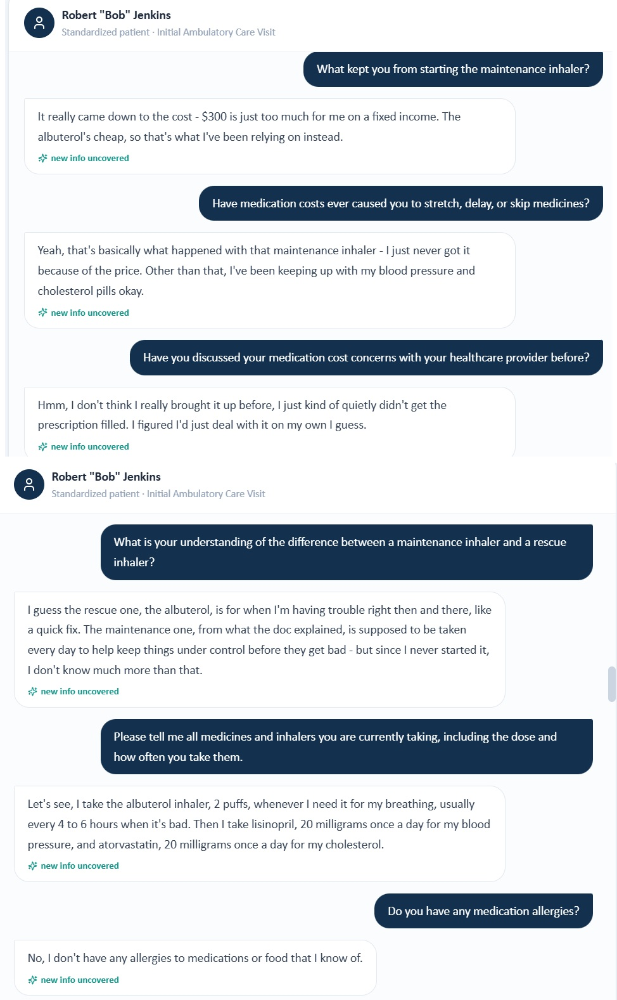 Robert "Bob" Jenkins
Standardized patient · Initial Ambulatory Care Visit
What kept you from starting the maintenance inhaler?
It really came down to the cost - $300 is just too much for me on a fixed income. The
albuterol's cheap, so that's what I've been relying on instead.
new info uncovered
Have medication costs ever caused you to stretch, delay, or skip medicines?
Yeah, that's basically what happened with that maintenance inhaler - I just never got it
because of the price. Other than that, I've been keeping up with my blood pressure and
cholesterol pills okay.
new info uncovered
Have you discussed your medication cost concerns with your healthcare provider before?
Hmm, I don't think I really brought it up before, I just kind of quietly didn't get the
prescription filled. I figured I'd just deal with it on my own I guess.
new info uncovered
Robert "Bob" Jenkins
Standardized patient · Initial Ambulatory Care Visit
What is your understanding of the difference between a maintenance inhaler and a rescue
inhaler?
I guess the rescue one, the albuterol, is for when I'm having trouble right then and there, like
a quick fix. The maintenance one, from what the doc explained, is supposed to be taken
every day to help keep things under control before they get bad - but since I never started it,
I don't know much more than that.
new info uncovered
Please tell me all medicines and inhalers you are currently taking, including the dose and
how often you take them.
Let's see, I take the albuterol inhaler, 2 puffs, whenever I need it for my breathing, usually
every 4 to 6 hours when it's bad. Then I take lisinopril, 20 milligrams once a day for my blood
pressure, and atorvastatin, 20 milligrams once a day for my cholesterol.
new info uncovered
Do you have any medication allergies?
No, I don't have any allergies to medications or food that I know of.
new info uncovered